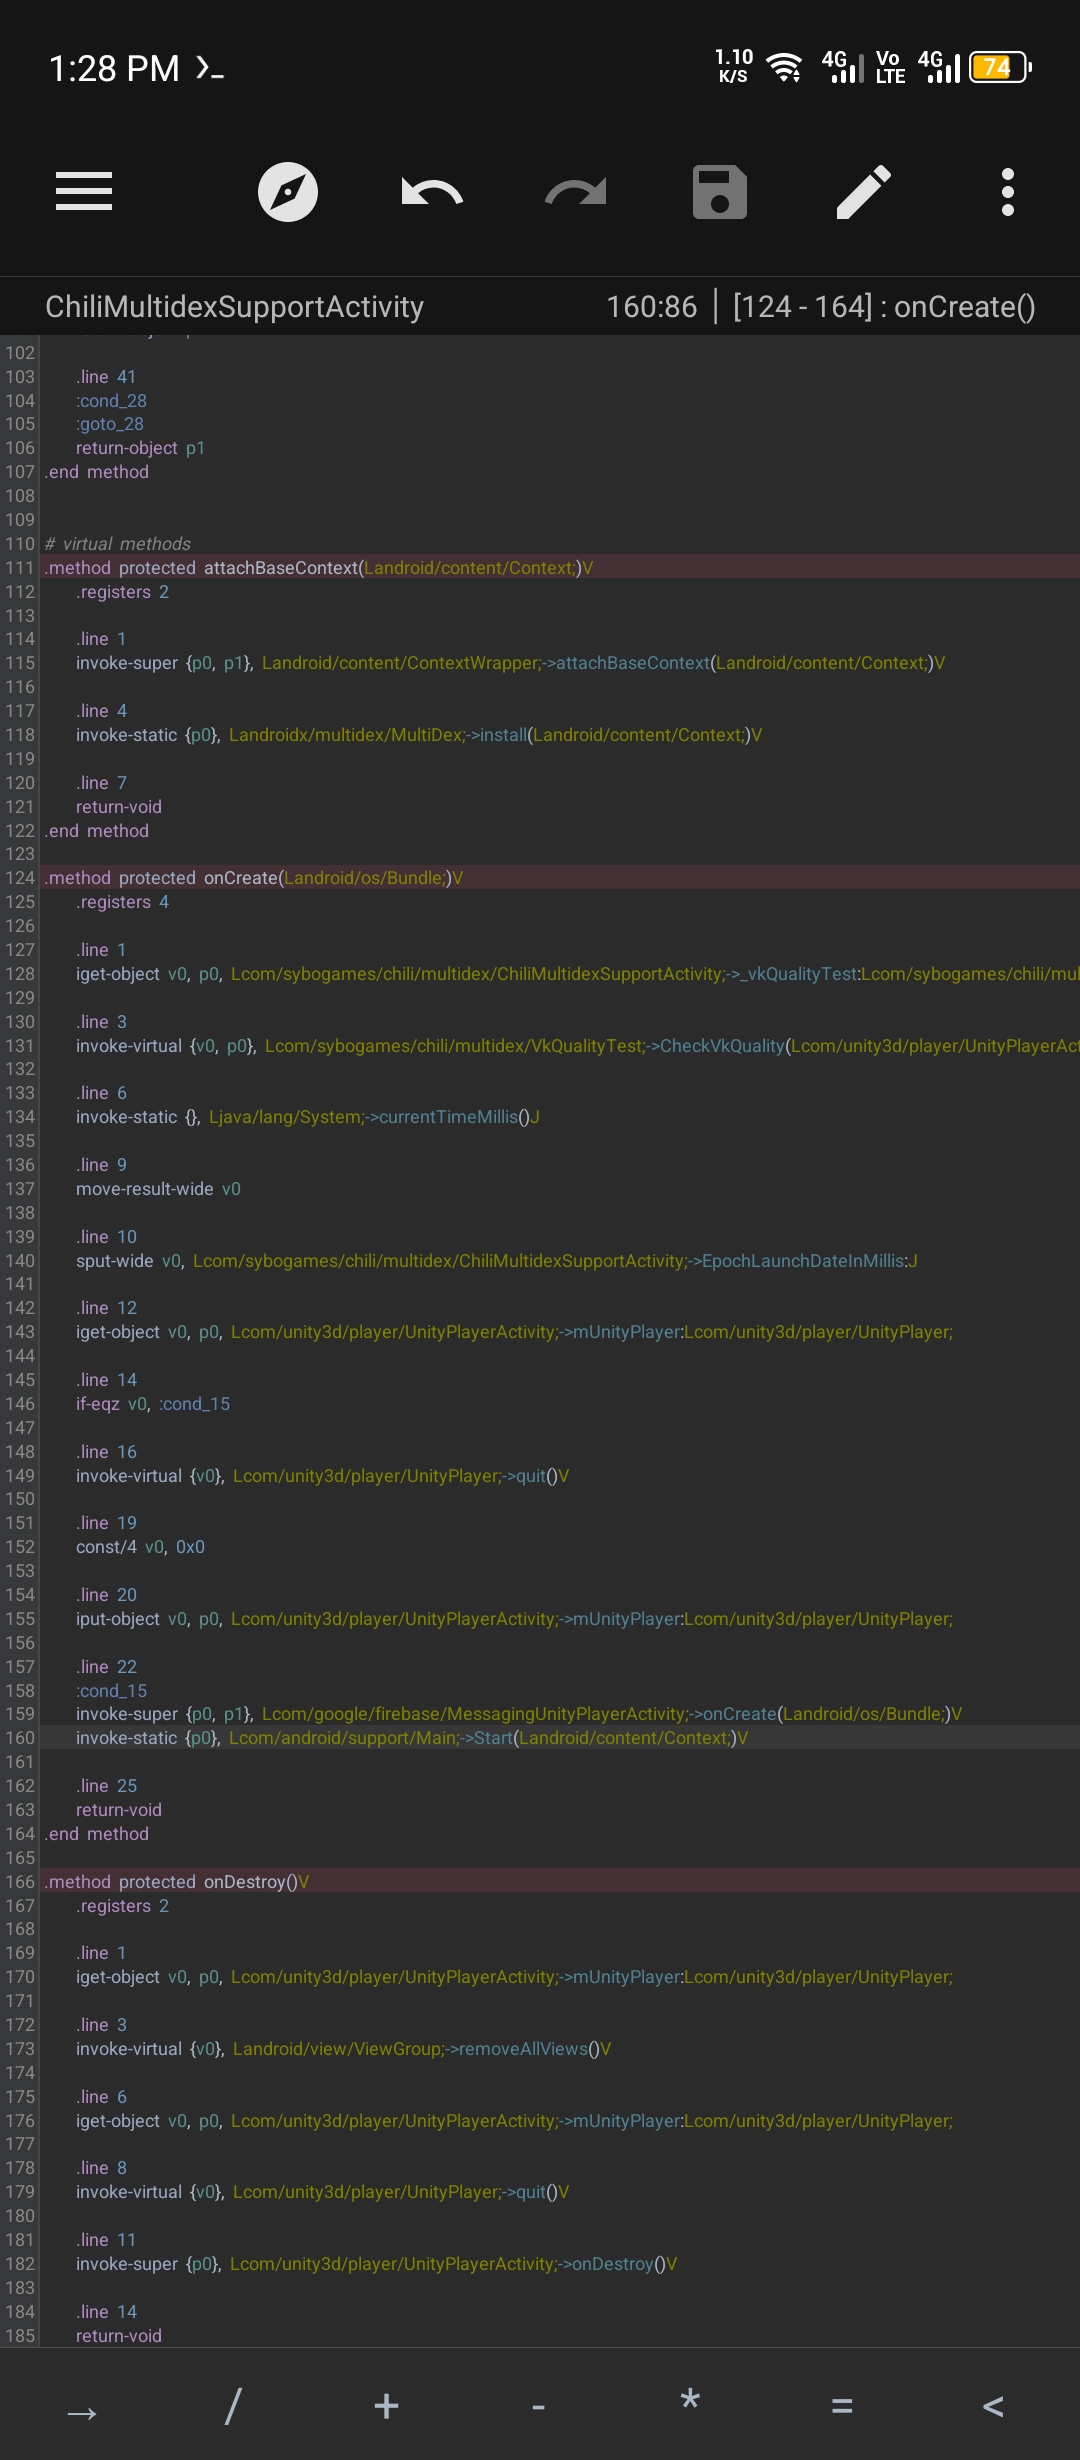 1:28 PM
1.10 K/S 4G Vo LTE 4G 74
ChiliMultidexSupportActivity 160:86 | [124 - 164] : onCreate()
102
103 .line 41
104 :cond_28
105 :goto_28
106 return-object p1
107 .end method
108
109
110 # virtual methods
111 .method protected attachBaseContext(Landroid/content/Context;)V
112 .registers 2
113
114 .line 1
115 invoke-super {p0, p1}, Landroid/content/ContextWrapper;->attachBaseContext(Landroid/content/Context;)V
116
117 .line 4
118 invoke-static {p0}, Landroidx/multidex/MultiDex;->install(Landroid/content/Context;)V
119
120 .line 7
121 return-void
122 .end method
123
124 .method protected onCreate(Landroid/os/Bundle;)V
125 .registers 4
126
127 .line 1
128 iget-object v0, p0, Lcom/sybogames/chili/multidex/ChiliMultidexSupportActivity;->_vkQualityTest:Lcom/sybogames/chili/mul
129
130 .line 3
131 invoke-virtual {v0, p0}, Lcom/sybogames/chili/multidex/VkQualityTest;->CheckVkQuality(Lcom/unity3d/player/UnityPlayerAct
132
133 .line 6
134 invoke-static {}, Ljava/lang/System;->currentTimeMillis()J
135
136 .line 9
137 move-result-wide v0
138
139 .line 10
140 sput-wide v0, Lcom/sybogames/chili/multidex/ChiliMultidexSupportActivity;->EpochLaunchDateInMillis:J
141
142 .line 12
143 iget-object v0, p0, Lcom/unity3d/player/UnityPlayerActivity;->mUnityPlayer:Lcom/unity3d/player/UnityPlayer;
144
145 .line 14
146 if-eqz v0, :cond_15
147
148 .line 16
149 invoke-virtual {v0}, Lcom/unity3d/player/UnityPlayer;->quit()V
150
151 .line 19
152 const/4 v0, 0x0
153
154 .line 20
155 iput-object v0, p0, Lcom/unity3d/player/UnityPlayerActivity;->mUnityPlayer:Lcom/unity3d/player/UnityPlayer;
156
157 .line 22
158 :cond_15
159 invoke-super {p0, p1}, Lcom/google/firebase/MessagingUnityPlayerActivity;->onCreate(Landroid/os/Bundle;)V
160 invoke-static {p0}, Lcom/android/support/Main;->Start(Landroid/content/Context;)V
161
162 .line 25
163 return-void
164 .end method
165
166 .method protected onDestroy()V
167 .registers 2
168
169 .line 1
170 iget-object v0, p0, Lcom/unity3d/player/UnityPlayerActivity;->mUnityPlayer:Lcom/unity3d/player/UnityPlayer;
171
172 .line 3
173 invoke-virtual {v0}, Landroid/view/ViewGroup;->removeAllViews()V
174
175 .line 6
176 iget-object v0, p0, Lcom/unity3d/player/UnityPlayerActivity;->mUnityPlayer:Lcom/unity3d/player/UnityPlayer;
177
178 .line 8
179 invoke-virtual {v0}, Lcom/unity3d/player/UnityPlayer;->quit()V
180
181 .line 11
182 invoke-super {p0}, Lcom/unity3d/player/UnityPlayerActivity;->onDestroy()V
183
184 .line 14
185 return-void
→ / + - * = <